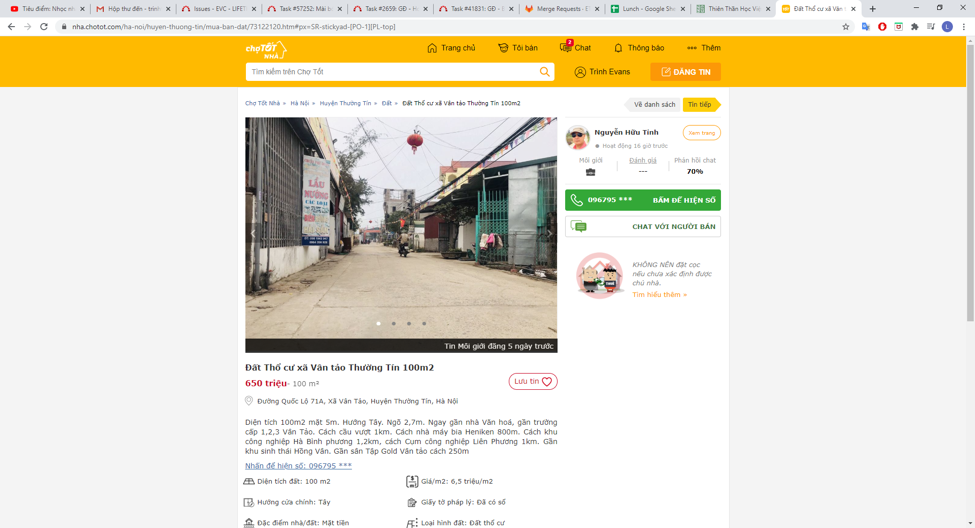 Tiêu điểm: Nhạc nh
Hộp thư đến - trinh
Issues - EVC - LIFET
Task #57252: Mái b
Task #2659: GĐ « H
Task #41831: GĐ - Đ
Merge Requests - E
Lunch - Google She
Thiên Thần Học Việ
Đất Thổ cư xã Vân t
nha.chotot.com/ha-noi/huyen-thuong-tin/mua-ban-dat/73122120.htm#px=SR-stickyad-[PO-1][PL-top]
L
chợTỐT NHÀ
Trang chủ
Tôi bán
2
Chat
Thông báo
Thêm
Tìm kiếm trên Chợ Tốt
Trinh Evans
ĐĂNG TIN
Chợ Tốt Nhà » Hà Nội » Huyện Thường Tín » Đất » Đất Thổ cư xã Vân tảo Thường Tín 100m2
Về danh sách
Tin tiếp
LẨU
NƯỚNG
CÁC LOẠI
Tin Môi giới đăng 5 ngày trước
Nguyễn Hữu Tính
Hoạt động 16 giờ trước
Xem trang
Môi giới
Đánh giá
---
Phản hồi chat
70%
096795 ***
BẤM ĐỂ HIỆN SỐ
CHAT VỚI NGƯỜI BÁN
KHÔNG NÊN đặt cọc
nếu chưa xác định được
chủ nhà.
Tìm hiểu thêm »
Đất Thổ cư xã Vân tảo Thường Tín 100m2
650 triệu - 100 m²
Lưu tin
Đường Quốc Lộ 71A, Xã Vân Tảo, Huyện Thường Tín, Hà Nội
Diện tích 100m2 mặt 5m. Hướng Tây. Ngõ 2,7m. Ngay gần nhà Văn hoá, gần trường
cấp 1,2,3 Vân Tảo. Cách cầu vượt 1km. Cách nhà máy bia Heniken 800m. Cách khu
công nghiệp Hà Bình phương 1,2km, cách Cụm công nghiệp Liên Phương 1km. Gần
khu sinh thái Hồng Vân. Gần sân Tập Gold Vân tảo cách 250m
Nhấn để hiện số: 096795 ***
Diện tích đất: 100 m2
Giá/m2: 6,5 triệu/m2
Hướng cửa chính: Tây
Giấy tờ pháp lý: Đã có sổ
Đặc điểm nhà/đất: Mặt tiền
Loại hình đất: Đất thổ cư